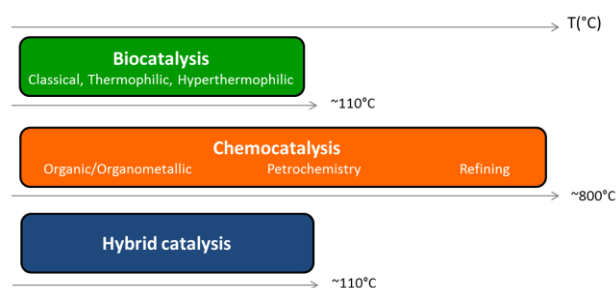 T(°C)
Biocatalysis
Classical, Thermophilic, Hyperthermophilic
~110°C
Chemocatalysis
Organic/Organometallic Petrochemistry Refining
~800°C
Hybrid catalysis
~110°C